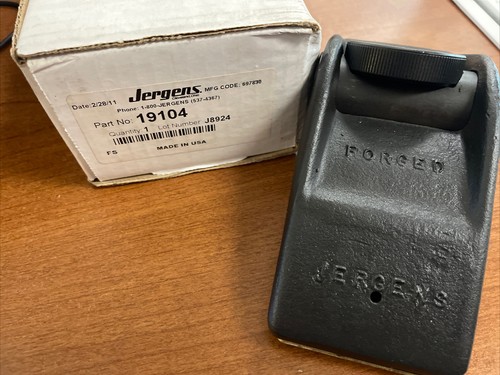 Jergens
MFG CODE: 697898
Date:2/28/11
Phone: 1-800-JERGENS (537-4367)
Part No: 19104
Quantity 1 Lot Number J8924
FS
MADE IN USA
FORGED
JERGENS